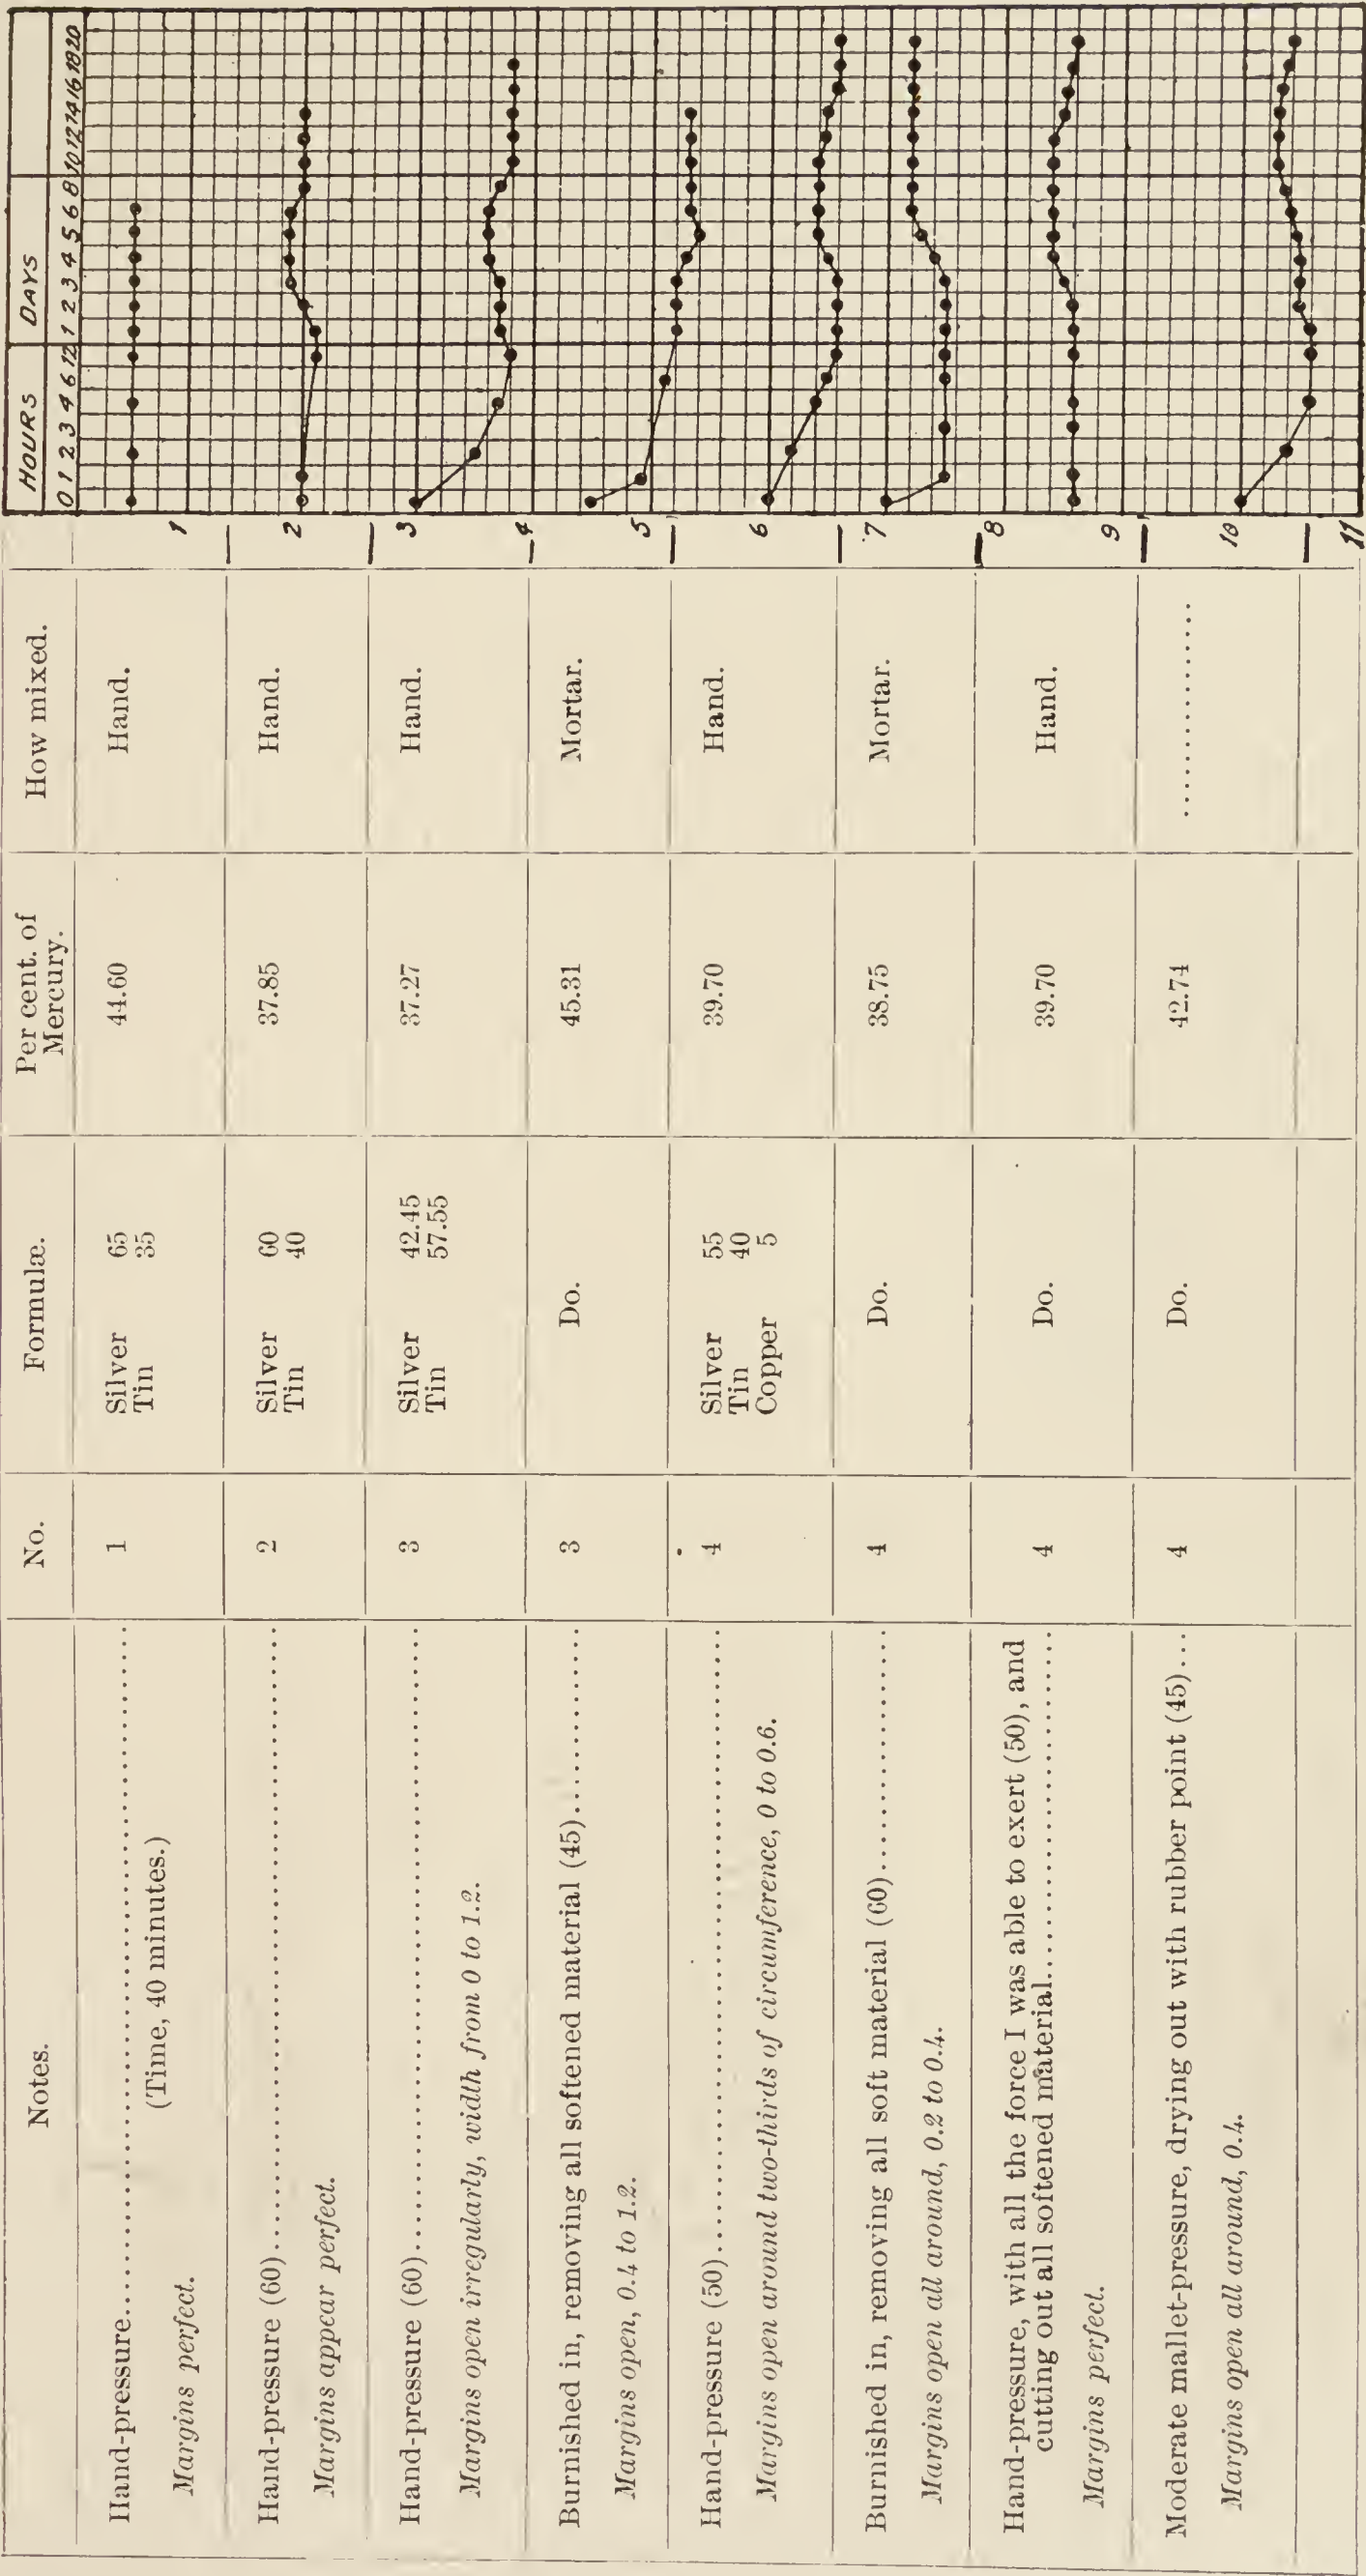 Notes.
No.
Formulæ.
Per cent. of
Mercury.
How mixed.
HOURS
DAYS
0 1 2 3 4 6 12 1 2 3 4 5 6 8 10 12 14 16 18 20
Hand-pressure
(Time, 40 minutes.)
Margins perfect.
1
Silver 65
Tin 35
44.60
Hand.
Hand-pressure (60)
Margins appear perfect.
2
Silver 60
Tin 40
37.85
Hand.
Hand-pressure (60)
Margins open irregularly, width from 0 to 1.2.
3
Silver 42.45
Tin 57.55
37.27
Hand.
Burnished in, removing all softened material (45)
Margins open, 0.4 to 1.2.
3
Do.
45.31
Mortar.
Hand-pressure (50)
Margins open around two-thirds of circumference, 0 to 0.6.
4
Silver 55
Tin 40
Copper 5
39.70
Hand.
Burnished in, removing all soft material (60)
Margins open all around, 0.2 to 0.4.
4
Do.
38.75
Mortar.
Hand-pressure, with all the force I was able to exert (50), and
cutting out all softened material
Margins perfect.
4
Do.
39.70
Hand.
Moderate mallet-pressure, drying out with rubber point (45)
Margins open all around, 0.4.
4
Do.
42.74
1
2
3
4
5
6
7
8
9
10
11